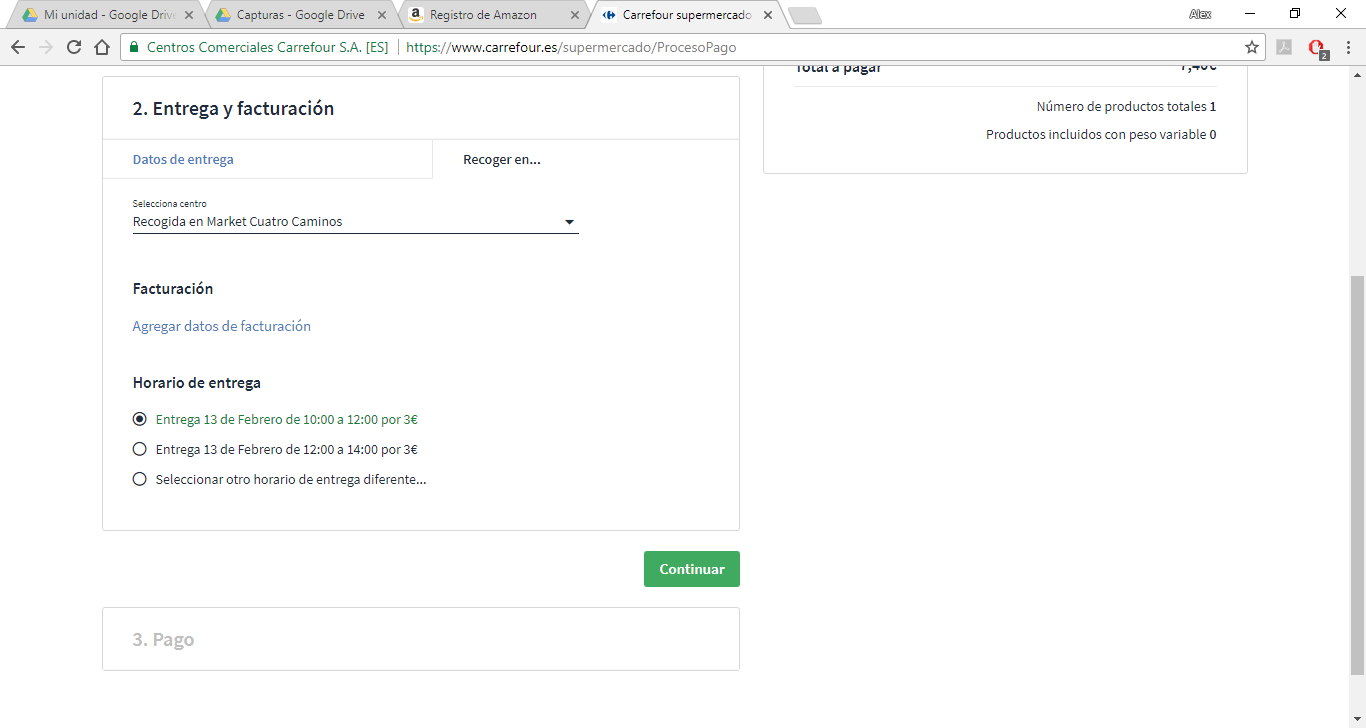 Mi unidad - Google Drive
Capturas - Google Drive
Registro de Amazon
Carrefour supermercado
Alex
Centros Comerciales Carrefour S.A. [ES]
https://www.carrefour.es/supermercado/ProcesoPago
2
Total a pagar 7,40€
2. Entrega y facturación
Número de productos totales 1
Productos incluidos con peso variable 0
Datos de entrega
Recoger en...
Selecciona centro
Recogida en Market Cuatro Caminos
Facturación
Agregar datos de facturación
Horario de entrega
Entrega 13 de Febrero de 10:00 a 12:00 por 3€
Entrega 13 de Febrero de 12:00 a 14:00 por 3€
Seleccionar otro horario de entrega diferente...
Continuar
3. Pago